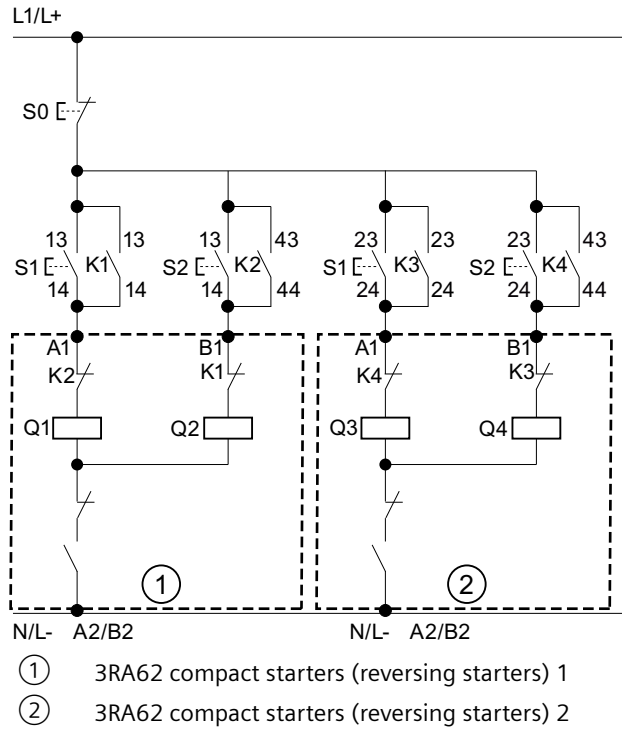 L1/L+
S0
13 13 13 43 23 23 23 43
S1 K1 S2 K2 S1 K3 S2 K4
14 14 14 44 24 24 24 44
A1 B1 A1 B1
K2 K1 K4 K3
Q1 Q2 Q3 Q4
1 2
N/L- A2/B2 N/L- A2/B2
1 3RA62 compact starters (reversing starters) 1
2 3RA62 compact starters (reversing starters) 2